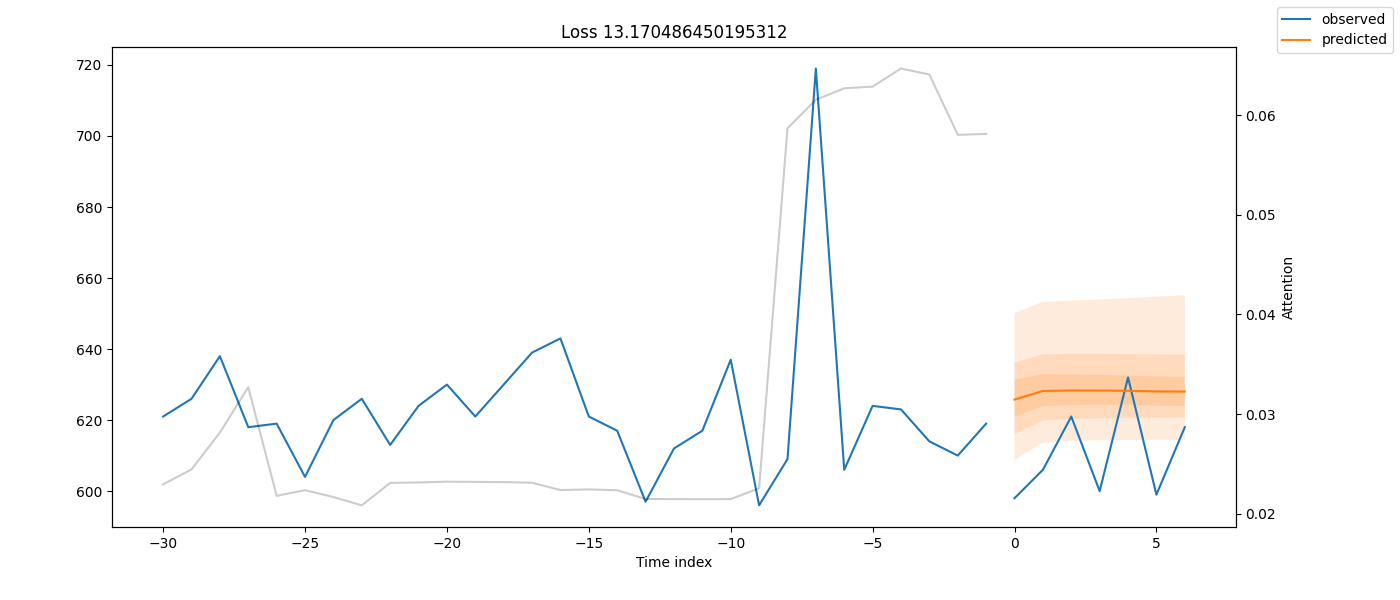 Loss 13.170486450195312
observed
predicted
720
700
680
660
640
620
600
0.06
0.05
0.04
0.03
0.02
Attention
−30 −25 −20 −15 −10 −5 0 5
Time index